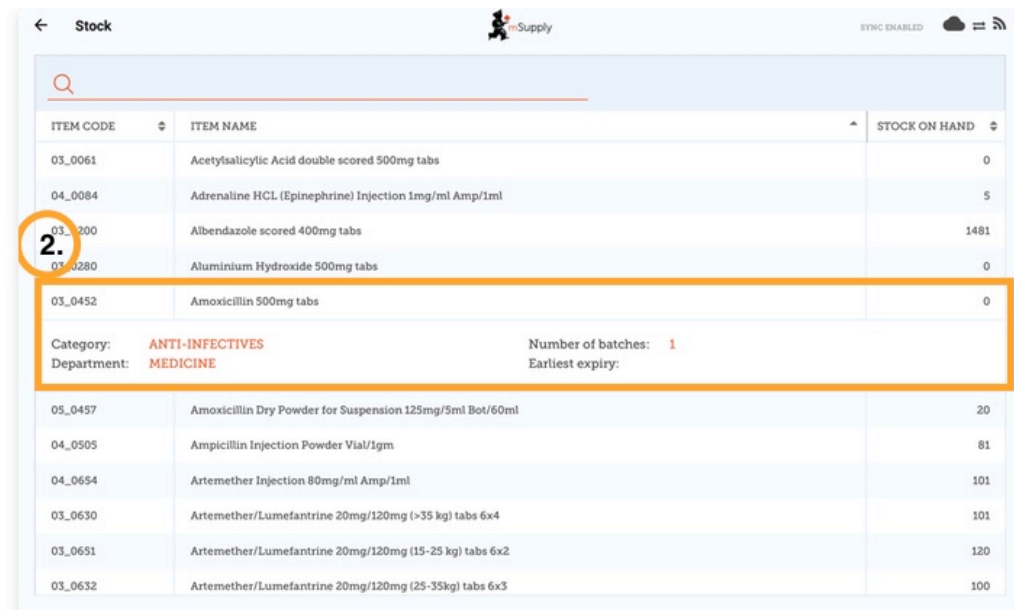 Stock
mSupply
SYNC ENABLED
ITEM CODE ITEM NAME STOCK ON HAND
03_0061 Acetylsalicylic Acid double scored 500mg tabs 0
04_0084 Adrenaline HCL (Epinephrine) Injection 1mg/ml Amp/1ml 5
03_0200 Albendazole scored 400mg tabs 1481
2.
03_0280 Aluminium Hydroxide 500mg tabs 0
03_0452 Amoxicillin 500mg tabs 0
Category: ANTI-INFECTIVES Number of batches: 1
Department: MEDICINE Earliest expiry:
05_0457 Amoxicillin Dry Powder for Suspension 125mg/5ml Bot/60ml 20
04_0505 Ampicillin Injection Powder Vial/1gm 81
04_0654 Artemether Injection 80mg/ml Amp/1ml 101
03_0630 Artemether/Lumefantrine 20mg/120mg (>35 kg) tabs 6x4 101
03_0651 Artemether/Lumefantrine 20mg/120mg (15-25 kg) tabs 6x2 120
03_0632 Artemether/Lumefantrine 20mg/120mg (25-35kg) tabs 6x3 100